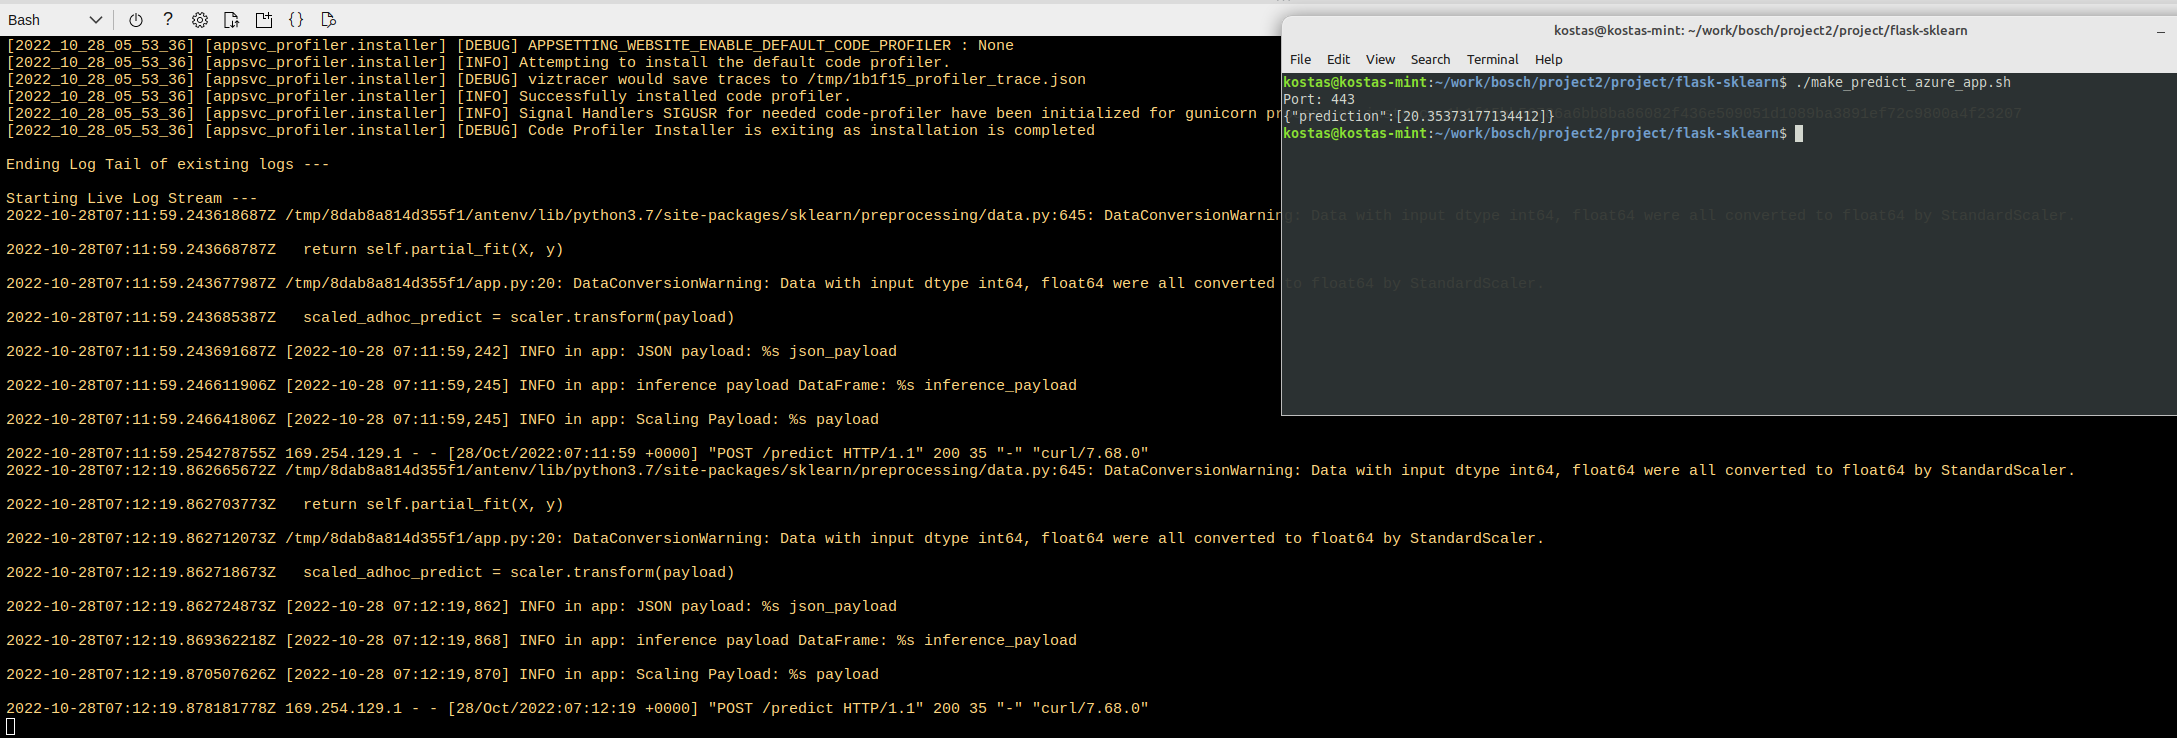 Bash
[2022_10_28_05_53_36] [appsvc_profiler.installer] [DEBUG] APPSETTING_WEBSITE_ENABLE_DEFAULT_CODE_PROFILER : None
[2022_10_28_05_53_36] [appsvc_profiler.installer] [INFO] Attempting to install the default code profiler.
[2022_10_28_05_53_36] [appsvc_profiler.installer] [DEBUG] viztracer would save traces to /tmp/1b1f15_profiler_trace.json
[2022_10_28_05_53_36] [appsvc_profiler.installer] [INFO] Successfully installed code profiler.
[2022_10_28_05_53_36] [appsvc_profiler.installer] [INFO] Signal Handlers SIGUSR for needed code-profiler have been initialized for gunicorn pr
[2022_10_28_05_53_36] [appsvc_profiler.installer] [DEBUG] Code Profiler Installer is exiting as installation is completed
Ending Log Tail of existing logs ---
Starting Live Log Stream ---
2022-10-28T07:11:59.243618687Z /tmp/8dab8a814d355f1/antenv/lib/python3.7/site-packages/sklearn/preprocessing/data.py:645: DataConversionWarning: Data with input dtype int64, float64 were all converted to float64 by StandardScaler.
2022-10-28T07:11:59.243668787Z   return self.partial_fit(X, y)
2022-10-28T07:11:59.243677987Z /tmp/8dab8a814d355f1/app.py:20: DataConversionWarning: Data with input dtype int64, float64 were all converted to float64 by StandardScaler.
2022-10-28T07:11:59.243685387Z   scaled_adhoc_predict = scaler.transform(payload)
2022-10-28T07:11:59.243691687Z [2022-10-28 07:11:59,242] INFO in app: JSON payload: %s json_payload
2022-10-28T07:11:59.246611906Z [2022-10-28 07:11:59,245] INFO in app: inference payload DataFrame: %s inference_payload
2022-10-28T07:11:59.246641806Z [2022-10-28 07:11:59,245] INFO in app: Scaling Payload: %s payload
2022-10-28T07:11:59.254278755Z 169.254.129.1 - - [28/Oct/2022:07:11:59 +0000] "POST /predict HTTP/1.1" 200 35 "-" "curl/7.68.0"
2022-10-28T07:12:19.862665672Z /tmp/8dab8a814d355f1/antenv/lib/python3.7/site-packages/sklearn/preprocessing/data.py:645: DataConversionWarning: Data with input dtype int64, float64 were all converted to float64 by StandardScaler.
2022-10-28T07:12:19.862703773Z   return self.partial_fit(X, y)
2022-10-28T07:12:19.862712073Z /tmp/8dab8a814d355f1/app.py:20: DataConversionWarning: Data with input dtype int64, float64 were all converted to float64 by StandardScaler.
2022-10-28T07:12:19.862718673Z   scaled_adhoc_predict = scaler.transform(payload)
2022-10-28T07:12:19.862724873Z [2022-10-28 07:12:19,862] INFO in app: JSON payload: %s json_payload
2022-10-28T07:12:19.869362218Z [2022-10-28 07:12:19,868] INFO in app: inference payload DataFrame: %s inference_payload
2022-10-28T07:12:19.870507626Z [2022-10-28 07:12:19,870] INFO in app: Scaling Payload: %s payload
2022-10-28T07:12:19.878181778Z 169.254.129.1 - - [28/Oct/2022:07:12:19 +0000] "POST /predict HTTP/1.1" 200 35 "-" "curl/7.68.0"
kostas@kostas-mint: ~/work/bosch/project2/project/flask-sklearn
File Edit View Search Terminal Help
kostas@kostas-mint:~/work/bosch/project2/project/flask-sklearn$ ./make_predict_azure_app.sh
Port: 443
{"prediction":[20.35373177134412]}
kostas@kostas-mint:~/work/bosch/project2/project/flask-sklearn$